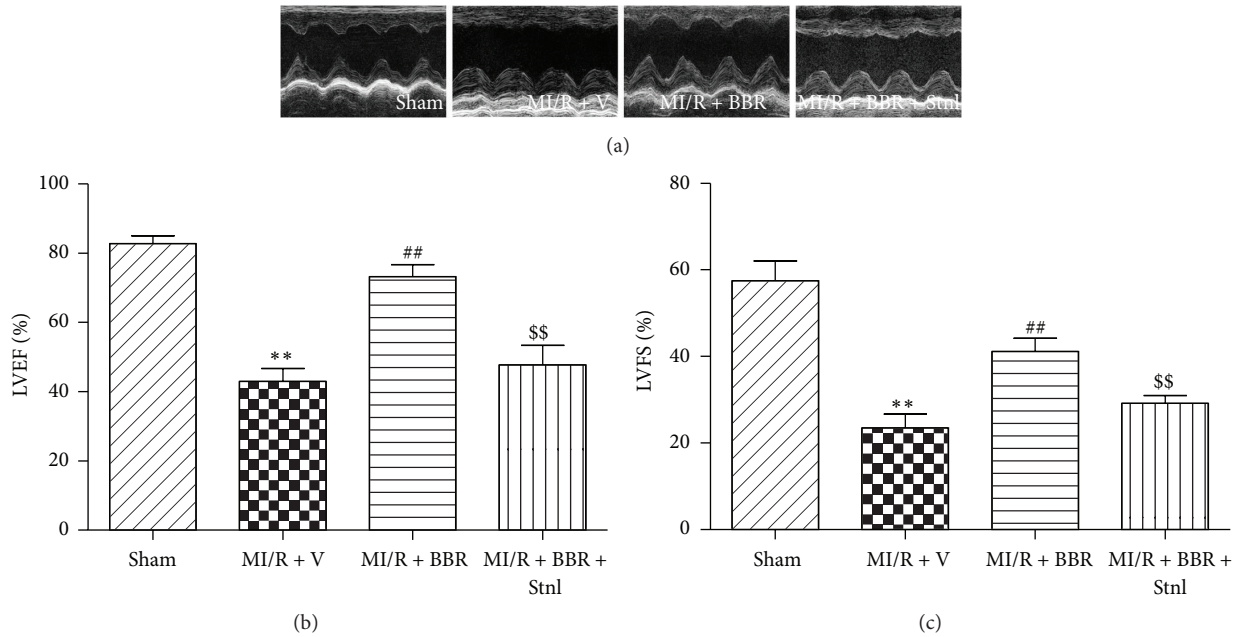 Sham
MI/R + V
MI/R + BBR
MI/R + BBR + Stnl
(a)
100
80
60
40
20
0
LVEF (%)
**
##
$$
Sham
MI/R + V
MI/R + BBR
MI/R + BBR +
Stnl
(b)
80
60
40
20
0
LVFS (%)
**
##
$$
Sham
MI/R + V
MI/R + BBR
MI/R + BBR +
Stnl
(c)